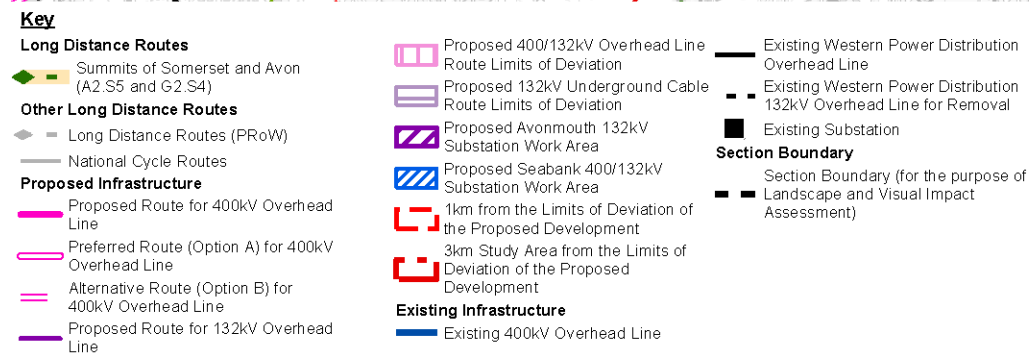 Key
Long Distance Routes
Summits of Somerset and Avon
(A2.S5 and G2.S4)
Other Long Distance Routes
Long Distance Routes (PRoW)
National Cycle Routes
Proposed Infrastructure
Proposed Route for 400kV Overhead
Line
Preferred Route (Option A) for 400kV
Overhead Line
Alternative Route (Option B) for
400kV Overhead Line
Proposed Route for 132kV Overhead
Line
Proposed 400/132kV Overhead Line
Route Limits of Deviation
Proposed 132kV Underground Cable
Route Limits of Deviation
Proposed Avonmouth 132kV
Substation Work Area
Proposed Seabank 400/132kV
Substation Work Area
1km from the Limits of Deviation of
the Proposed Development
3km Study Area from the Limits of
Deviation of the Proposed
Development
Existing Infrastructure
Existing 400kV Overhead Line
Existing Western Power Distribution
Overhead Line
Existing Western Power Distribution
132kV Overhead Line for Removal
Existing Substation
Section Boundary
Section Boundary (for the purpose of
Landscape and Visual Impact
Assessment)